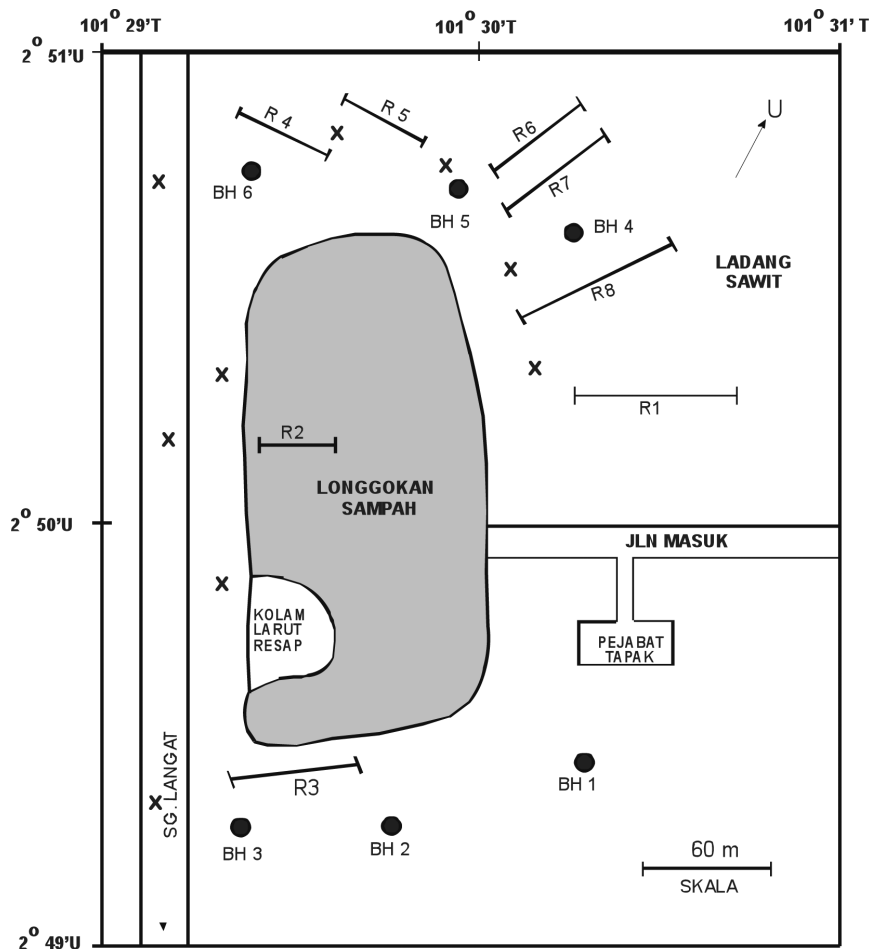 101° 29'T
101° 30'T
101° 31'T
2° 51'U
U
R 4
R 5
R6
R7
BH 6
BH 5
BH 4
R8
LADANG
SAWIT
R1
R2
LONGGOKAN
SAMPAH
2° 50'U
JLN MASUK
KOLAM
LARUT
RESAP
PEJABAT
TAPAK
SG. LANGAT
R3
BH 1
BH 3
BH 2
60 m
SKALA
2° 49'U